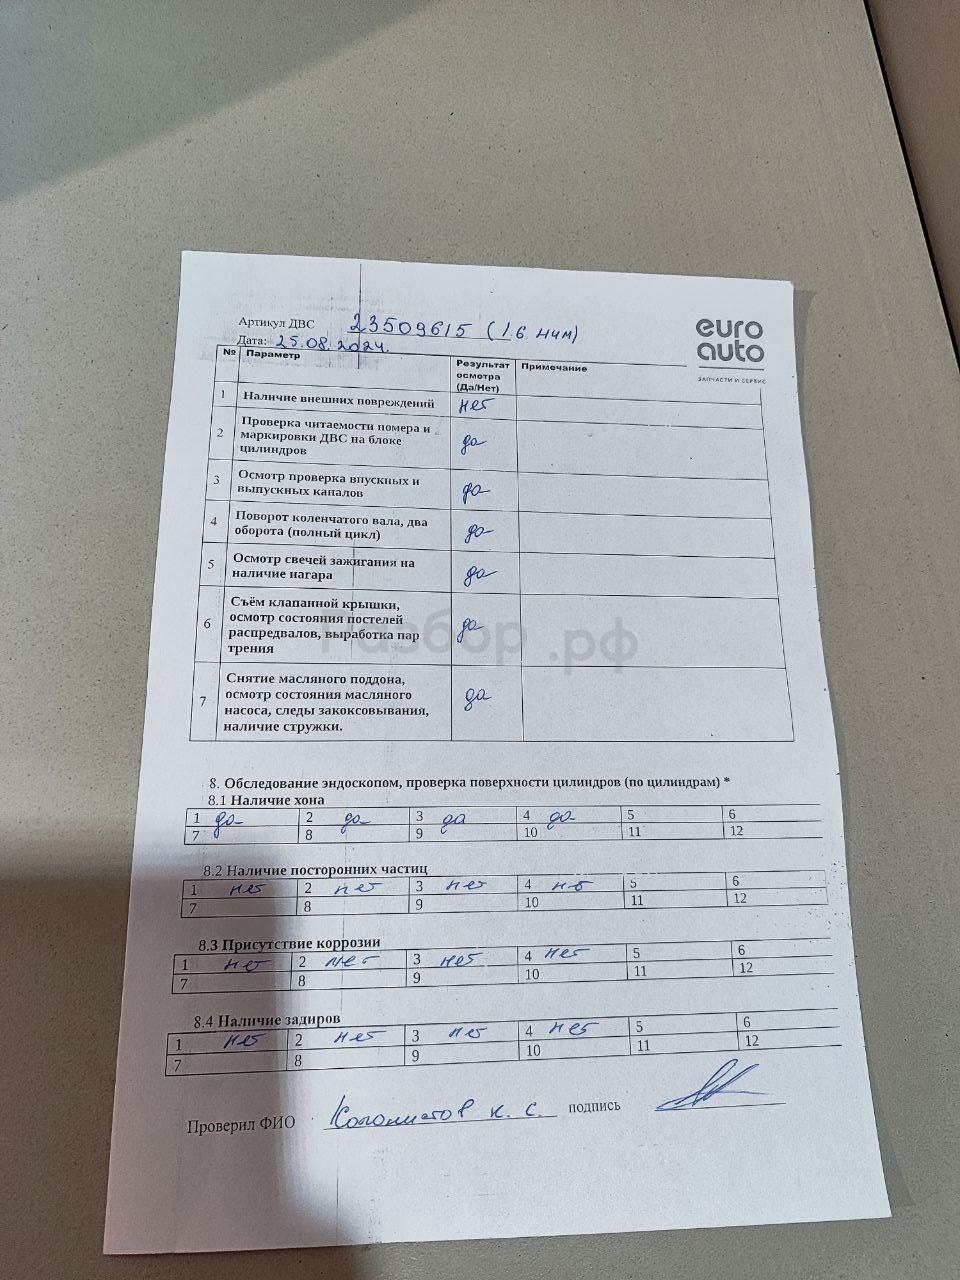 Артикул ДВС 23509615 (1.6
Дата: 25.08.2024.
euro
auto
ЗАПЧАСТИ И СЕРВИС
№ Параметр Результат осмотра (Да/Нет) Примечание
1 Наличие внешних повреждений нет
2 Проверка читаемости номера и
маркировки ДВС на блоке да
цилиндров
3 Осмотр проверка впускных и
выпускных каналов да
4 Поворот коленчатого вала, два
оборота (полный цикл) да
5 Осмотр свечей зажигания на
наличие нагара да
Съём клапанной крышки,
6 осмотр состояния постелей да
распредвалов, выработка пар
трения
Разбор.рф
Снятие масляного поддона,
7 осмотр состояния масляного да
насоса, следы закоксовывания,
наличие стружки.
8. Обследование эндоскопом, проверка поверхности цилиндров (по цилиндрам) *
8.1 Наличие хона
1 да 2 да 3 да 4 да 5 6
7 8 9 10 11 12
8.2 Наличие посторонних частиц
1 нет 2 нет 3 нет 4 нет 5 6
7 8 9 10 11 12
8.3 Присутствие коррозии
1 нет 2 нет 3 нет 4 нет 5 6
7 8 9 10 11 12
8.4 Наличие задиров
1 нет 2 нет 3 нет 4 нет 5 6
7 8 9 10 11 12
Проверил ФИО К. С. подпись